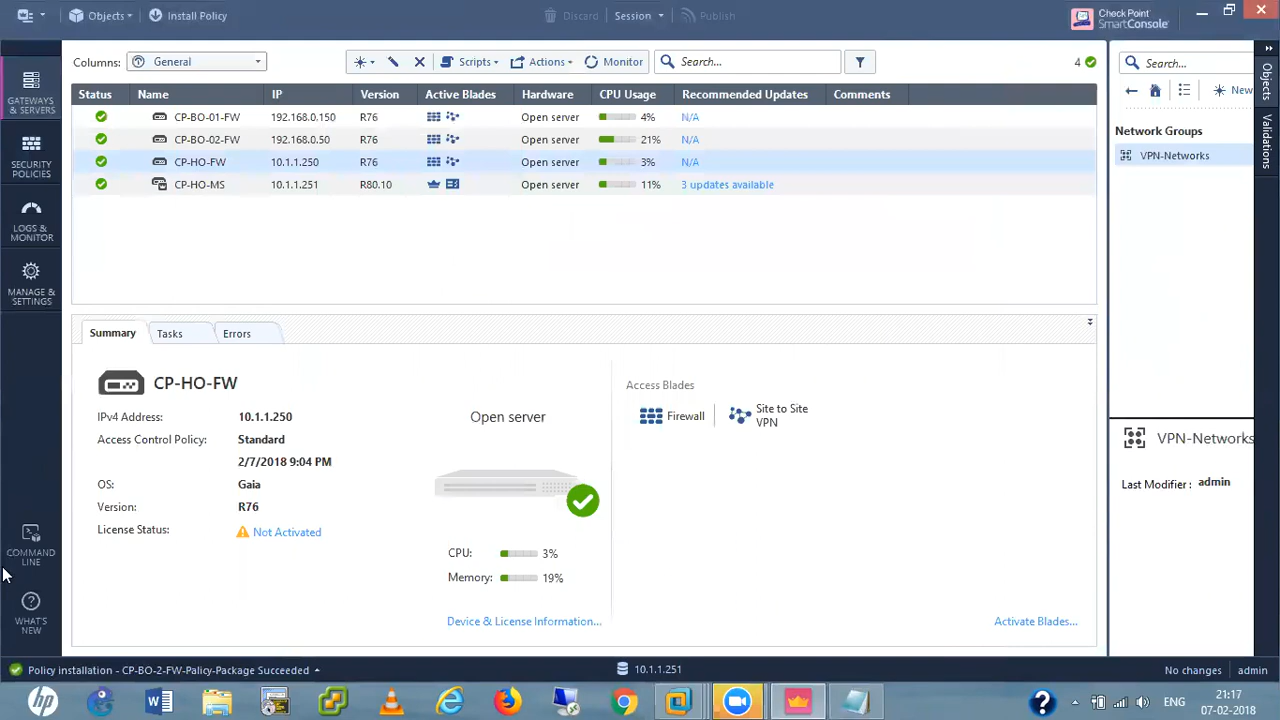 Objects
Install Policy
Discard
Session
Publish
Check Point
SmartConsole
Columns: General
Scripts
Actions
Monitor
Search...
4
Status Name IP Version Active Blades Hardware CPU Usage Recommended Updates Comments
CP-BO-01-FW 192.168.0.150 R76 Open server 4% N/A
CP-BO-02-FW 192.168.0.50 R76 Open server 21% N/A
CP-HO-FW 10.1.1.250 R76 Open server 3% N/A
CP-HO-MS 10.1.1.251 R80.10 Open server 11% 3 updates available
GATEWAYS
& SERVERS
SECURITY
POLICIES
LOGS &
MONITOR
MANAGE &
SETTINGS
COMMAND
LINE
WHAT'S
NEW
Summary Tasks Errors
CP-HO-FW
IPv4 Address: 10.1.1.250
Access Control Policy: Standard
2/7/2018 9:04 PM
OS: Gaia
Version: R76
License Status: Not Activated
Open server
CPU: 3%
Memory: 19%
Device & License Information...
Access Blades
Firewall
Site to Site
VPN
Activate Blades...
Search...
New
Network Groups
VPN-Networks
VPN-Networks
Last Modifier : admin
Objects
Validations
Policy installation - CP-BO-2-FW-Palicy-Package Succeeded
10.1.1.251
No changes
admin
hp
ENG
21:17
07-02-2018